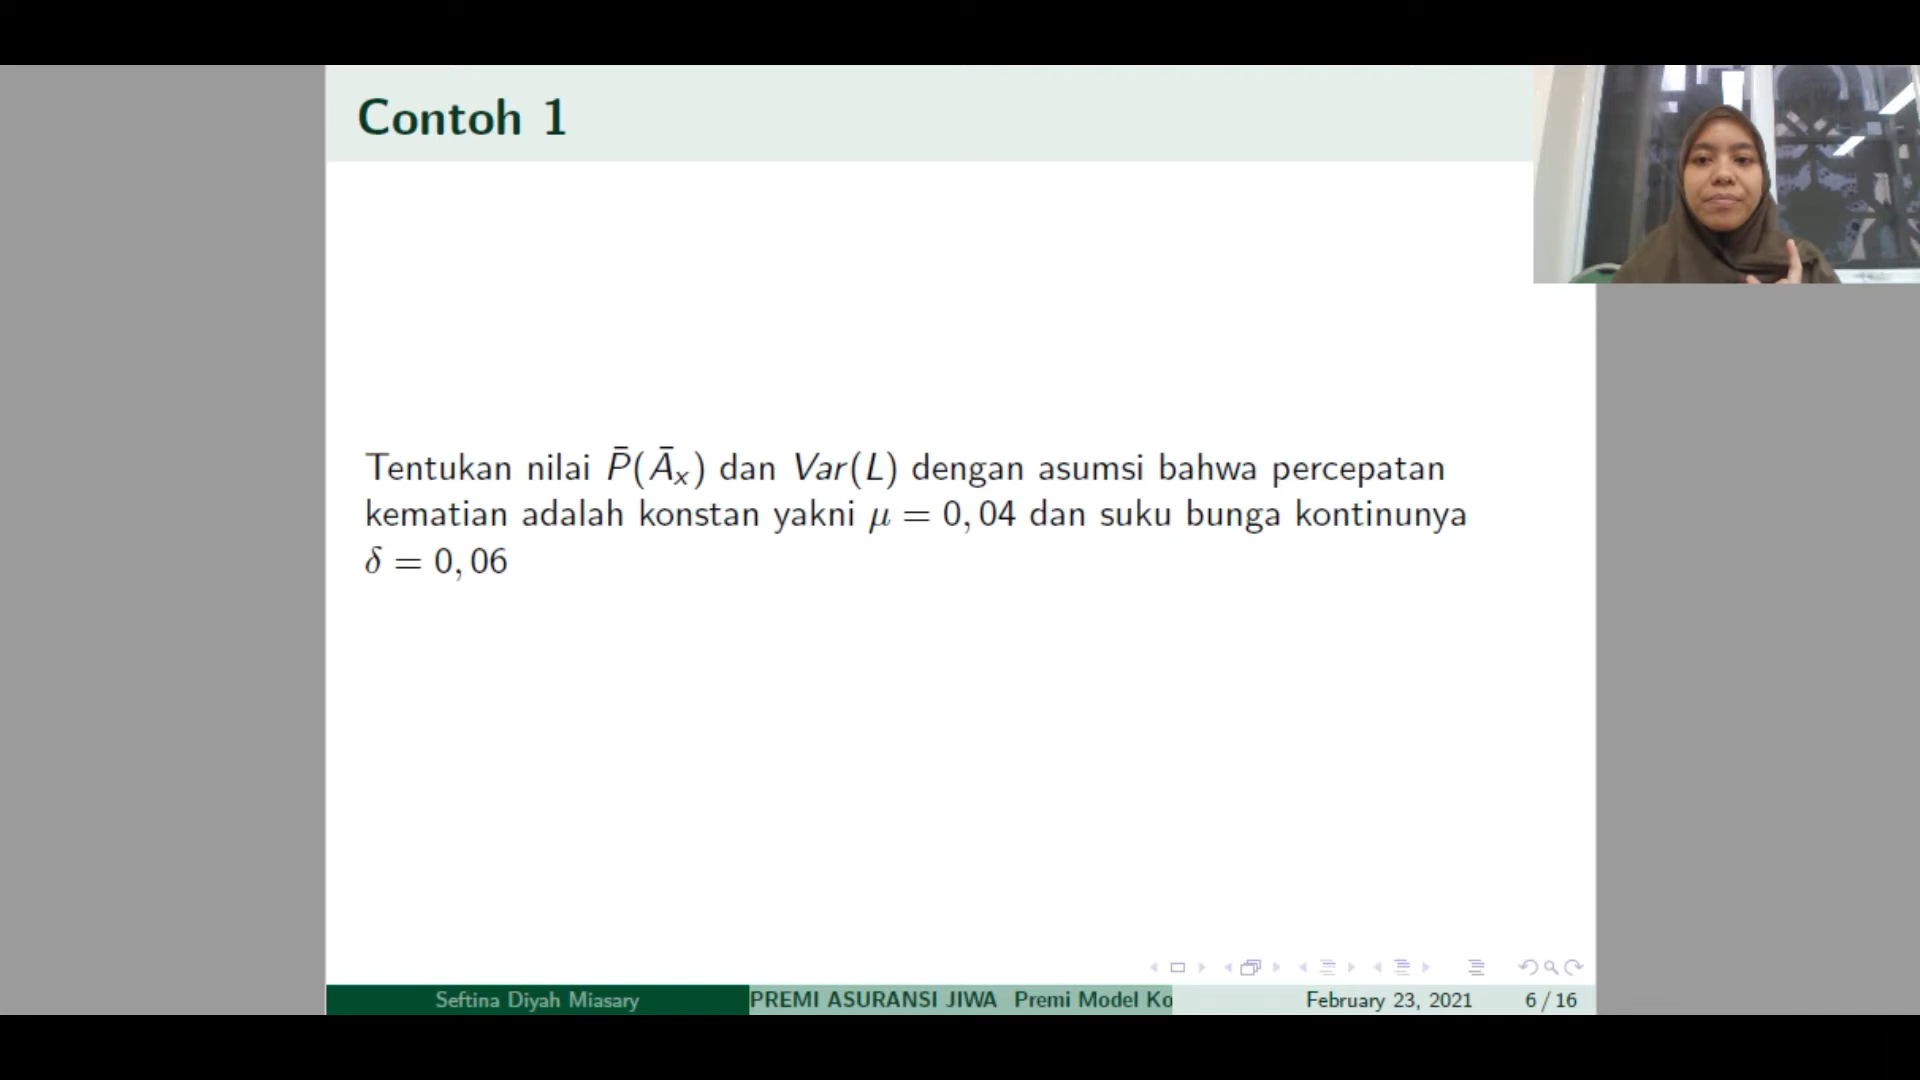 Contoh 1
Tentukan nilai P̄(Āₓ) dan Var(L) dengan asumsi bahwa percepatan
kematian adalah konstan yakni μ = 0, 04 dan suku bunga kontinunya
δ = 0, 06
Seftina Diyah Miasary PREMI ASURANSI JIWA Premi Model Ko February 23, 2021 6 / 16